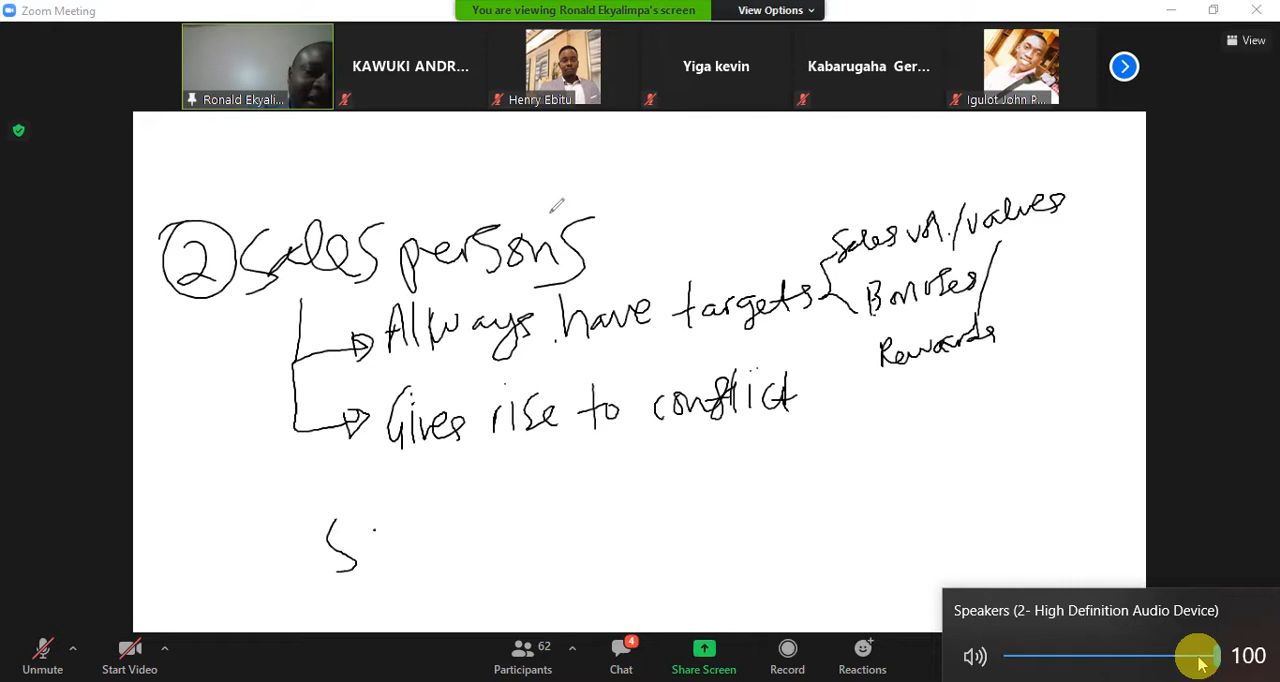 Zoom Meeting
You are viewing Ronald Ekyalimpa's screen
View Options
View
Ronald Ekyali...
KAWUKI ANDR...
Henry Ebitu
Yiga kevin
Kabarugaha Ger...
Igulot John P...
2 Sales persons
Always have targets
Sales vol./values
Bonuses/
Rewards
Gives rise to conflict
S
Speakers (2- High Definition Audio Device)
100
Unmute
Start Video
62
Participants
4
Chat
Share Screen
Record
Reactions